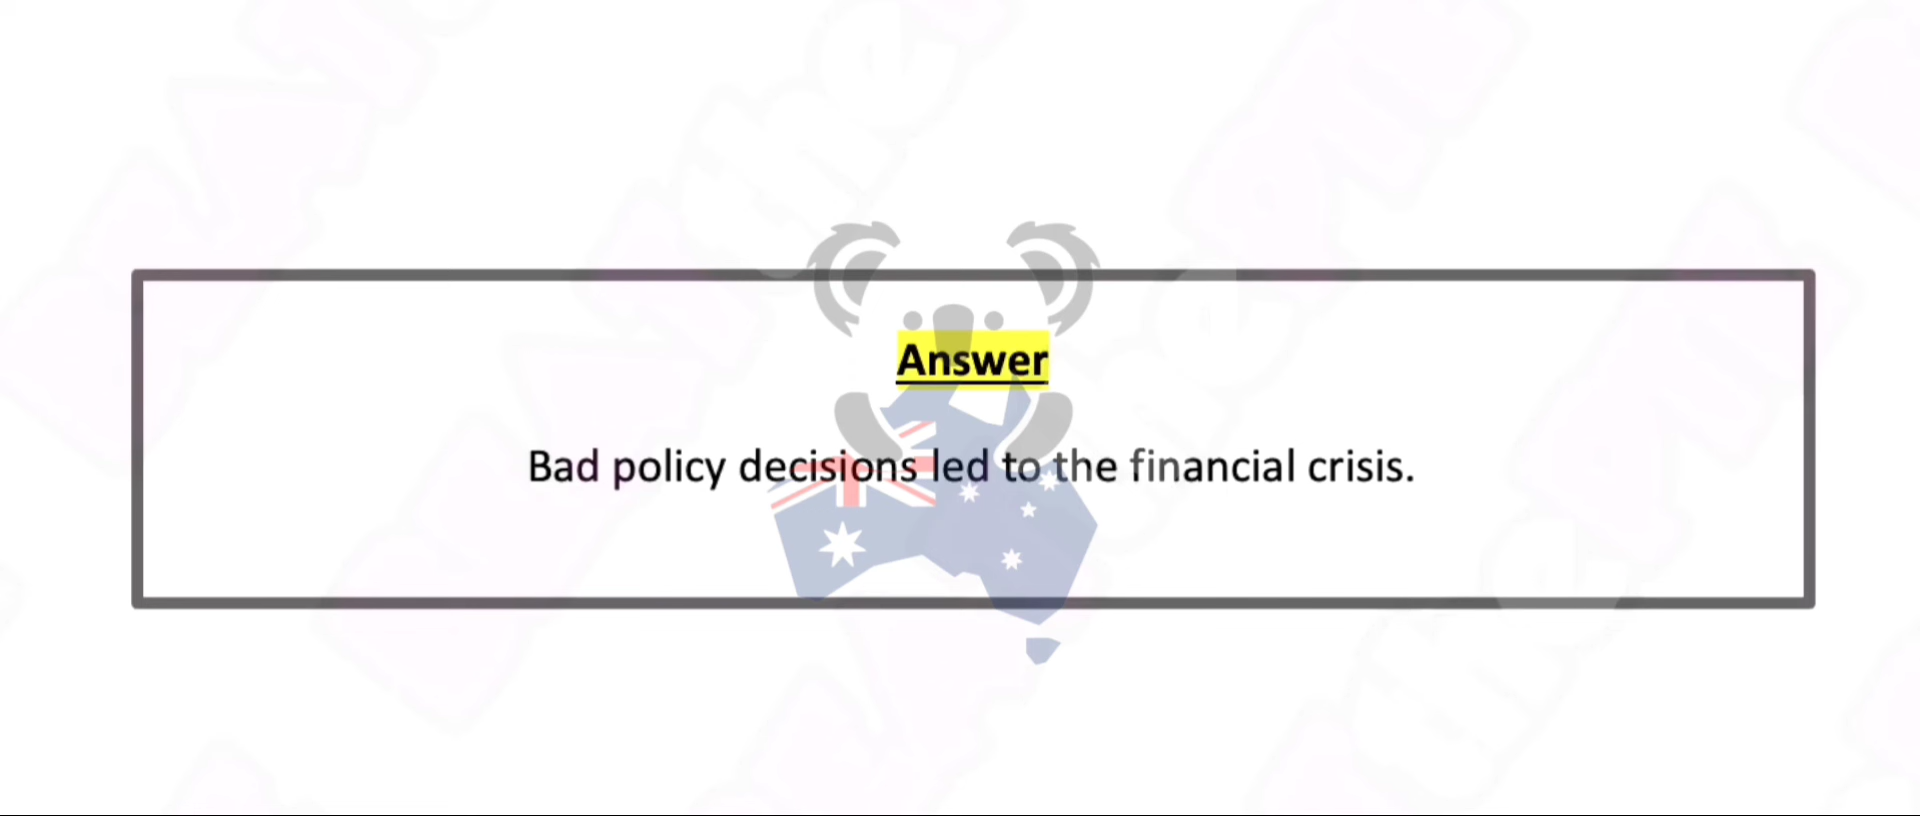 Answer
Bad policy decisions led to the financial crisis.